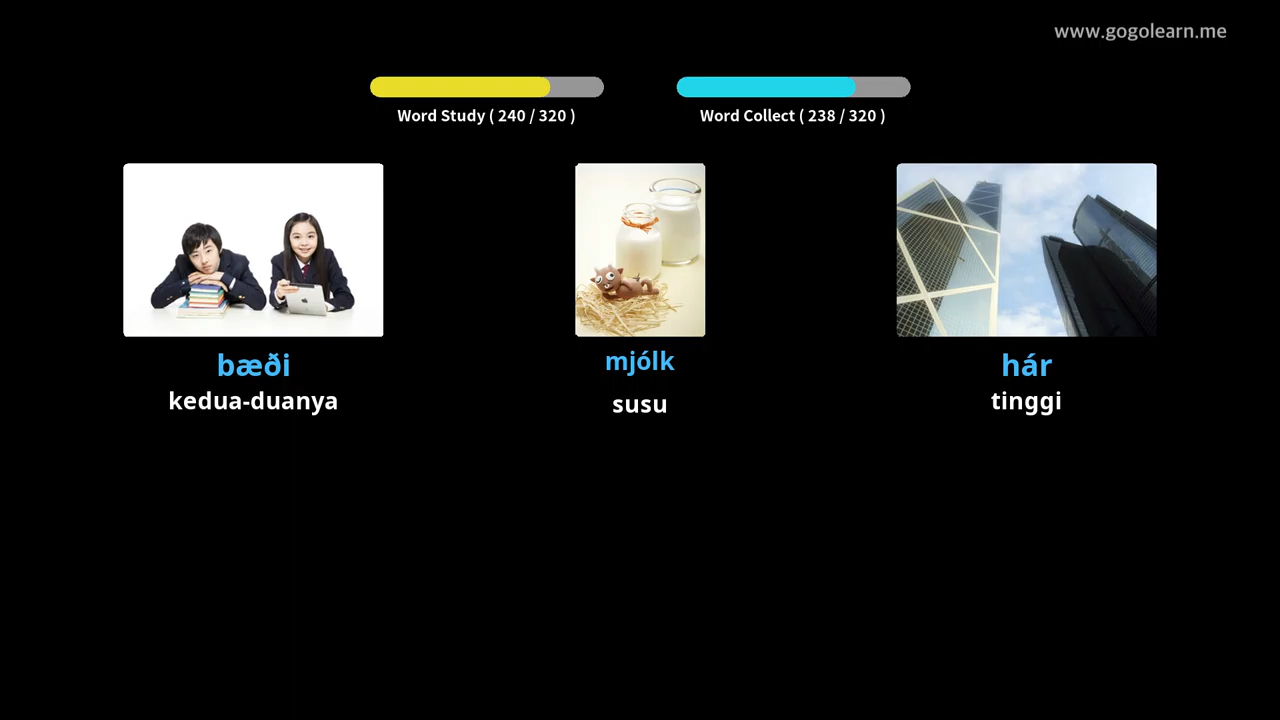 www.gogolearn.me
Word Study ( 240 / 320 )
Word Collect ( 238 / 320 )
bæði
kedua-duanya
mjólk
susu
hár
tinggi